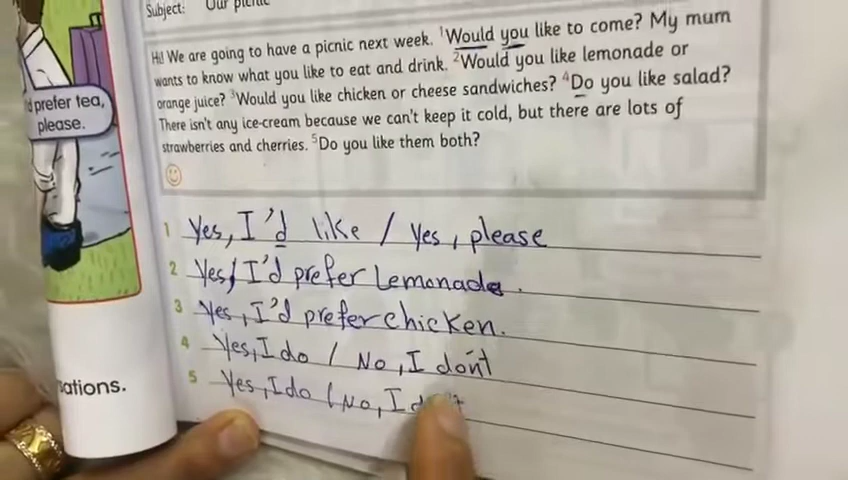 Subject: Our picnic
Hi! We are going to have a picnic next week. ¹Would you like to come? My mum
wants to know what you like to eat and drink. ²Would you like lemonade or
orange juice? ³Would you like chicken or cheese sandwiches? ⁴Do you like salad?
There isn't any ice-cream because we can't keep it cold, but there are lots of
strawberries and cherries. ⁵Do you like them both?
prefer tea,
please.
1 Yes, I'd like / Yes, please
2 Yes, I'd prefer Lemonade.
3 Yes, I'd prefer chicken.
4 Yes, I do / No, I don't
5 Yes, I do / No, I
sations.